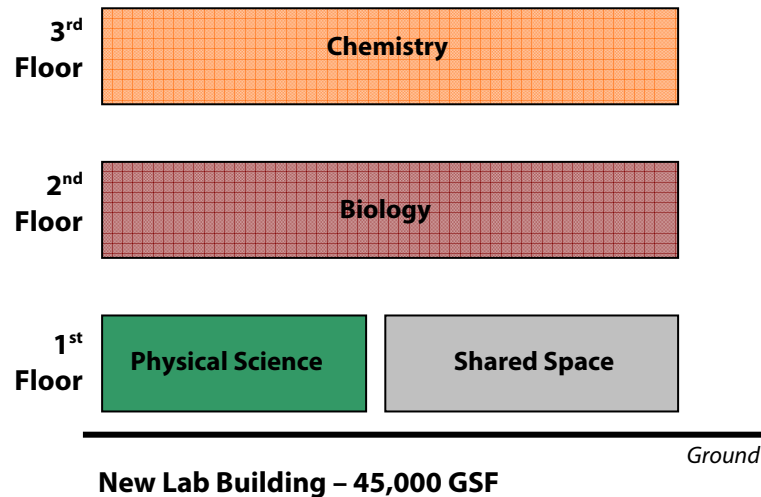 3rd
Floor
Chemistry
2nd
Floor
Biology
1st
Floor
Physical Science
Shared Space
Ground
New Lab Building – 45,000 GSF